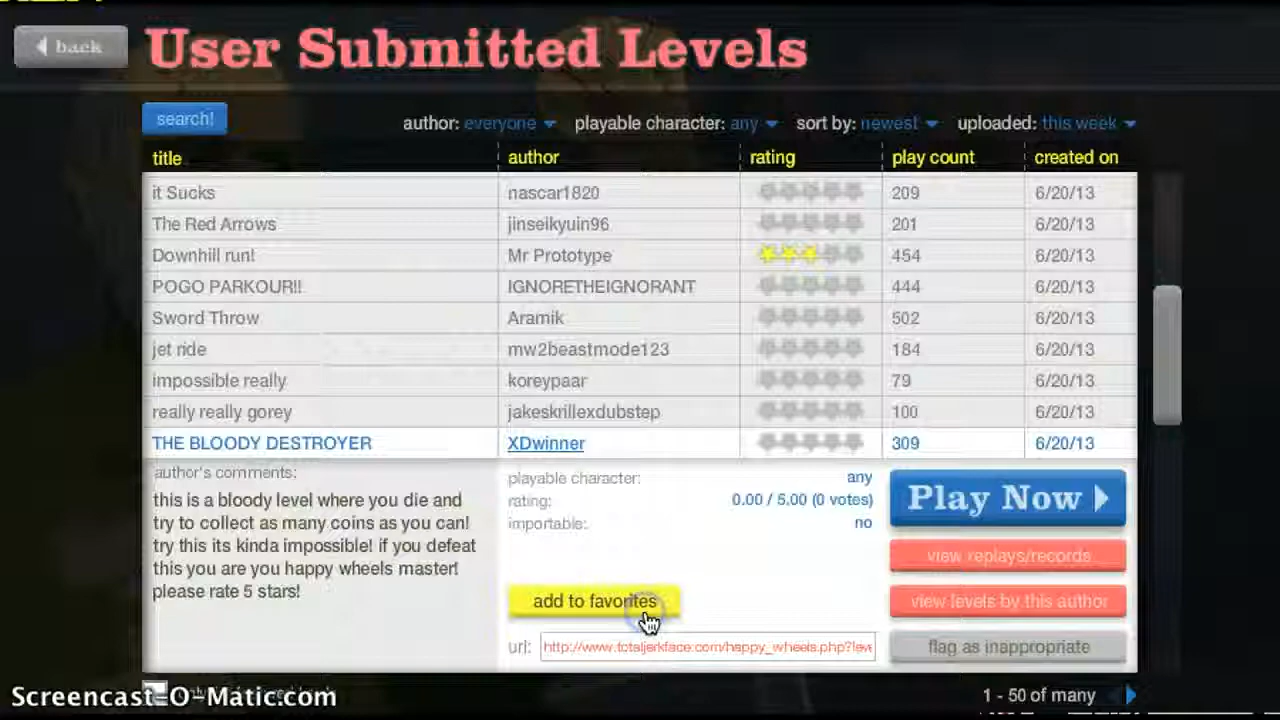 back
User Submitted Levels
search!
author: everyone playable character: any sort by: newest uploaded: this week
title author rating play count created on
it Sucks nascar1820 209 6/20/13
The Red Arrows jinseikyuin96 201 6/20/13
Downhill run! Mr Prototype 454 6/20/13
POGO PARKOUR!! IGNORETHEIGNORANT 444 6/20/13
Sword Throw Aramik 502 6/20/13
jet ride mw2beastmode123 184 6/20/13
impossible really koreypaar 79 6/20/13
really really gorey jakeskrillexdubstep 100 6/20/13
THE BLOODY DESTROYER XDwinner 309 6/20/13
author's comments:
this is a bloody level where you die and
try to collect as many coins as you can!
try this its kinda impossible! if you defeat
this you are you happy wheels master!
please rate 5 stars!
playable character: any
rating: 0.00 / 5.00 (0 votes)
importable: no
add to favorites
url: http://www.totaljerkface.com/happy_wheels.php?leve
Play Now
view replays/records
view levels by this author
flag as inappropriate
Screencast-O-Matic.com
1 - 50 of many